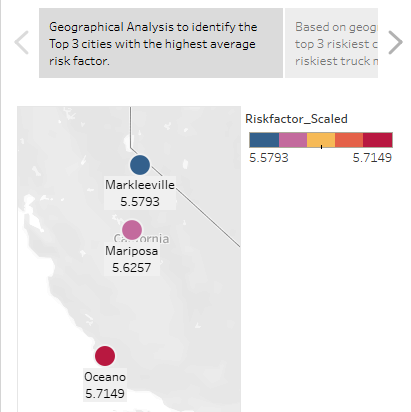 Geographical Analysis to identify the
Top 3 cities with the highest average
risk factor.
Based on geog
top 3 riskiest c
riskiest truck m
Riskfactor_Scaled
5.5793 5.7149
Markleeville
5.5793
California
Mariposa
5.6257
Oceano
5.7149